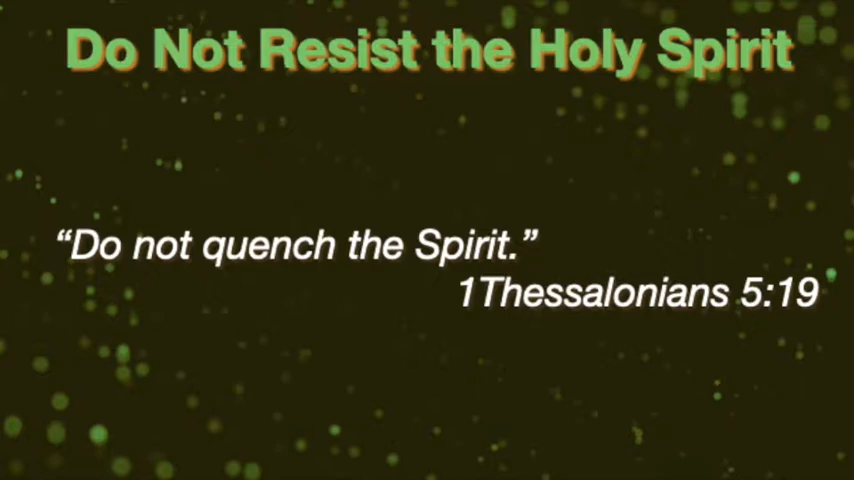 Do Not Resist the Holy Spirit
“Do not quench the Spirit.”
1Thessalonians 5:19